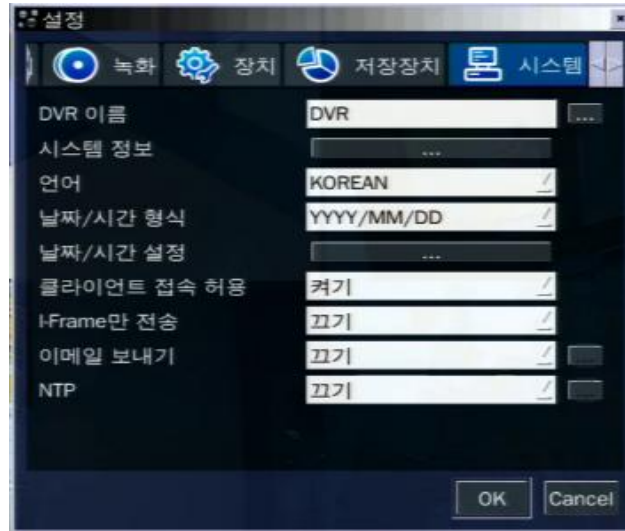 설정
녹화 장치 저장장치 시스템
DVR 이름 DVR ...
시스템 정보 ...
언어 KOREAN
날짜/시간 형식 YYYY/MM/DD
날짜/시간 설정 ...
클라이언트 접속 허용 켜기
I-Frame만 전송 끄기
이메일 보내기 끄기
NTP 끄기
OK Cancel